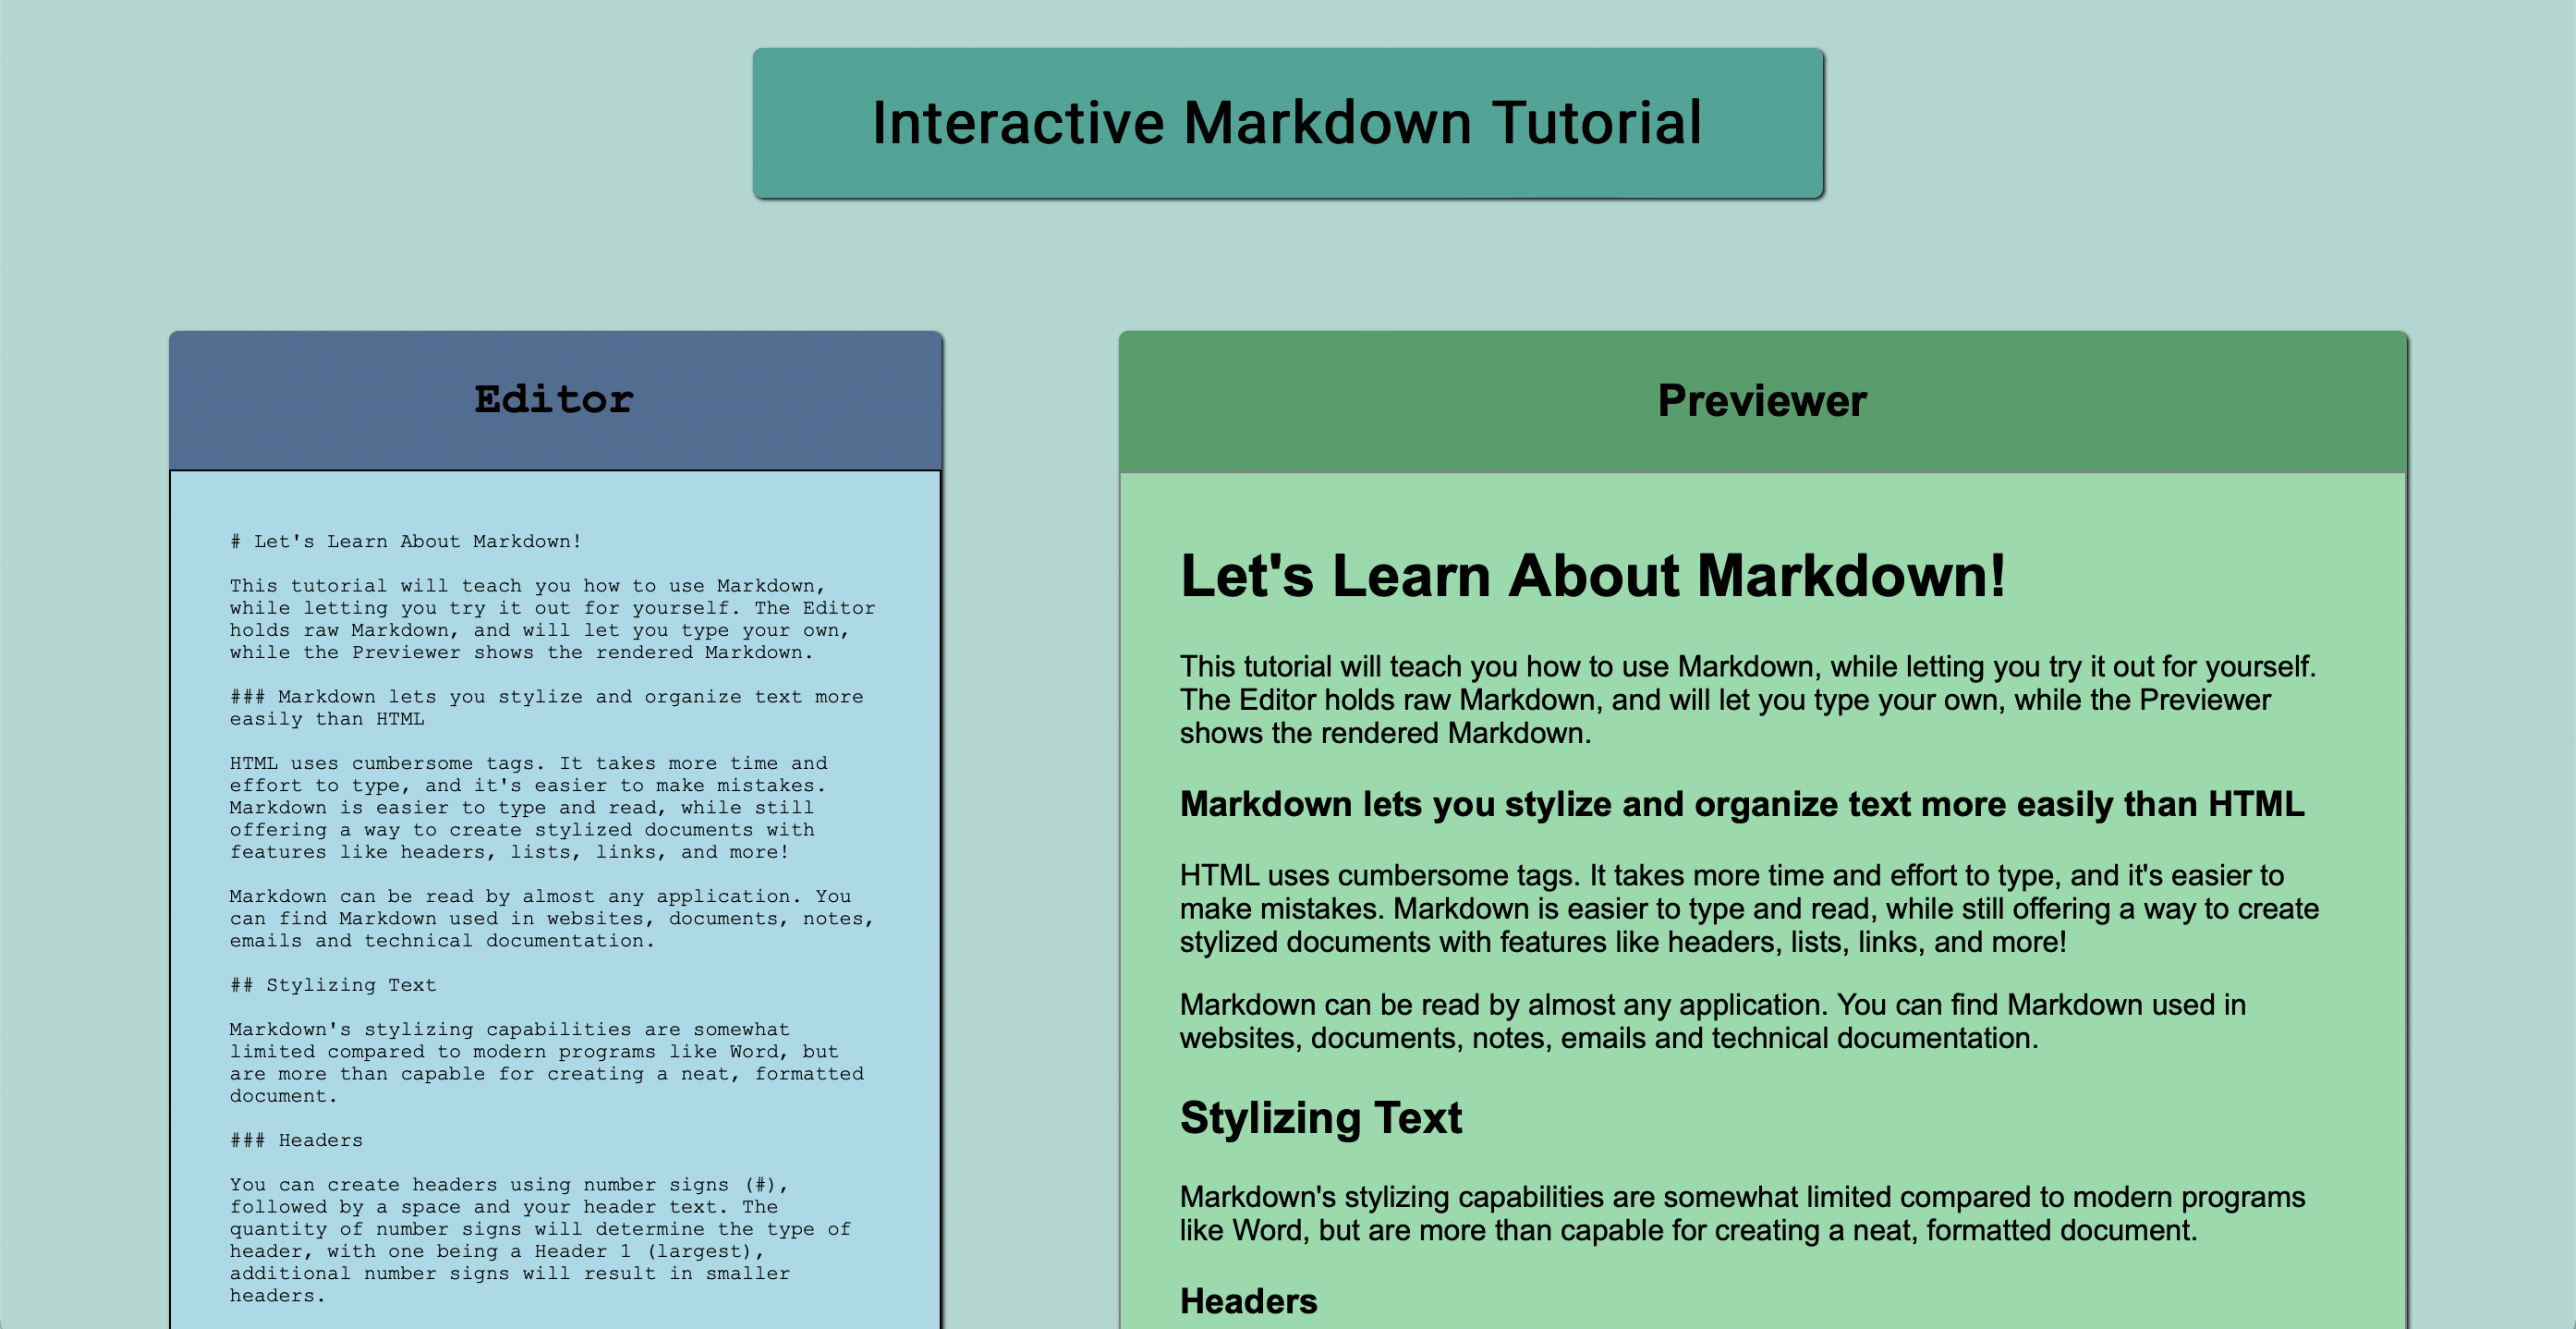 Interactive Markdown Tutorial
Editor
# Let's Learn About Markdown!
This tutorial will teach you how to use Markdown,
while letting you try it out for yourself. The Editor
holds raw Markdown, and will let you type your own,
while the Previewer shows the rendered Markdown.
### Markdown lets you stylize and organize text more
easily than HTML
HTML uses cumbersome tags. It takes more time and
effort to type, and it's easier to make mistakes.
Markdown is easier to type and read, while still
offering a way to create stylized documents with
features like headers, lists, links, and more!
Markdown can be read by almost any application. You
can find Markdown used in websites, documents, notes,
emails and technical documentation.
## Stylizing Text
Markdown's stylizing capabilities are somewhat
limited compared to modern programs like Word, but
are more than capable for creating a neat, formatted
document.
### Headers
You can create headers using number signs (#),
followed by a space and your header text. The
quantity of number signs will determine the type of
header, with one being a Header 1 (largest),
additional number signs will result in smaller
headers.
Previewer
Let's Learn About Markdown!
This tutorial will teach you how to use Markdown, while letting you try it out for yourself.
The Editor holds raw Markdown, and will let you type your own, while the Previewer
shows the rendered Markdown.
Markdown lets you stylize and organize text more easily than HTML
HTML uses cumbersome tags. It takes more time and effort to type, and it's easier to
make mistakes. Markdown is easier to type and read, while still offering a way to create
stylized documents with features like headers, lists, links, and more!
Markdown can be read by almost any application. You can find Markdown used in
websites, documents, notes, emails and technical documentation.
Stylizing Text
Markdown's stylizing capabilities are somewhat limited compared to modern programs
like Word, but are more than capable for creating a neat, formatted document.
Headers